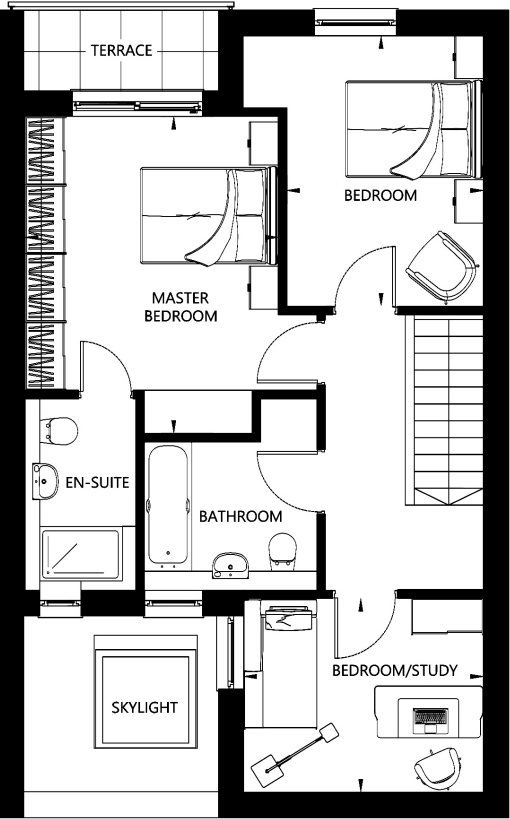 TERRACE
BEDROOM
MASTER
BEDROOM
EN-SUITE
BATHROOM
BEDROOM/STUDY
SKYLIGHT